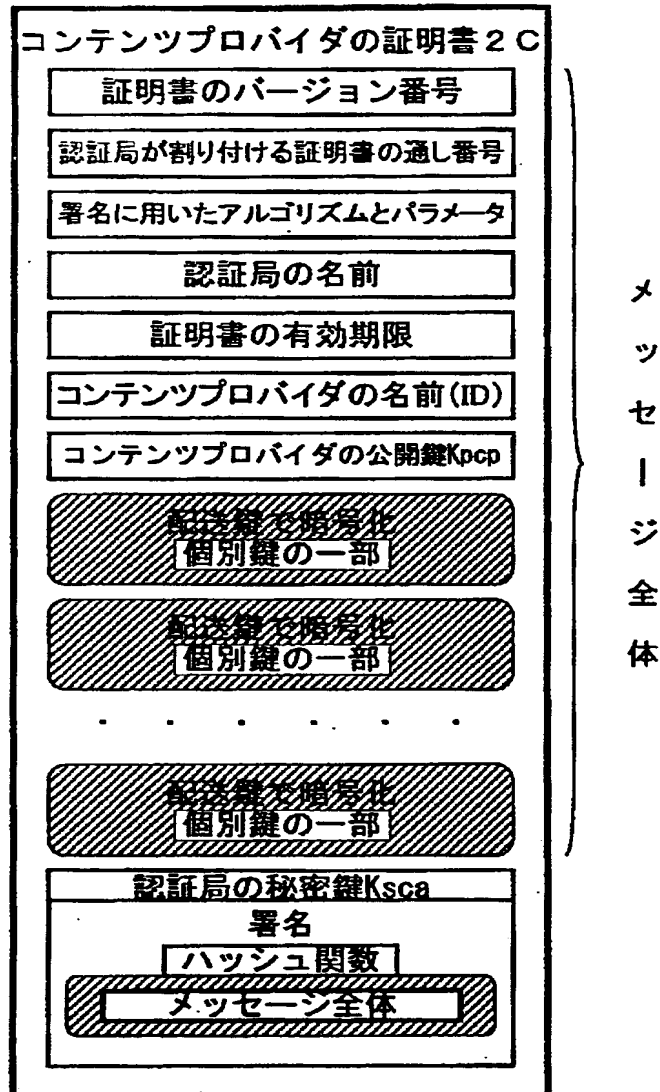 コンテンツプロバイダの証明書2C
証明書のバージョン番号
認証局が割り付ける証明書の通し番号
署名に用いたアルゴリズムとパラメータ
認証局の名前
証明書の有効期限
コンテンツプロバイダの名前(ID)
コンテンツプロバイダの公開鍵Kpcp
配送鍵で暗号化
個別鍵の一部
配送鍵で暗号化
個別鍵の一部
・ ・ ・ ・ ・ ・
配送鍵で暗号化
個別鍵の一部
認証局の秘密鍵Ksca
署名
ハッシュ関数
メッセージ全体
メッセージ全体